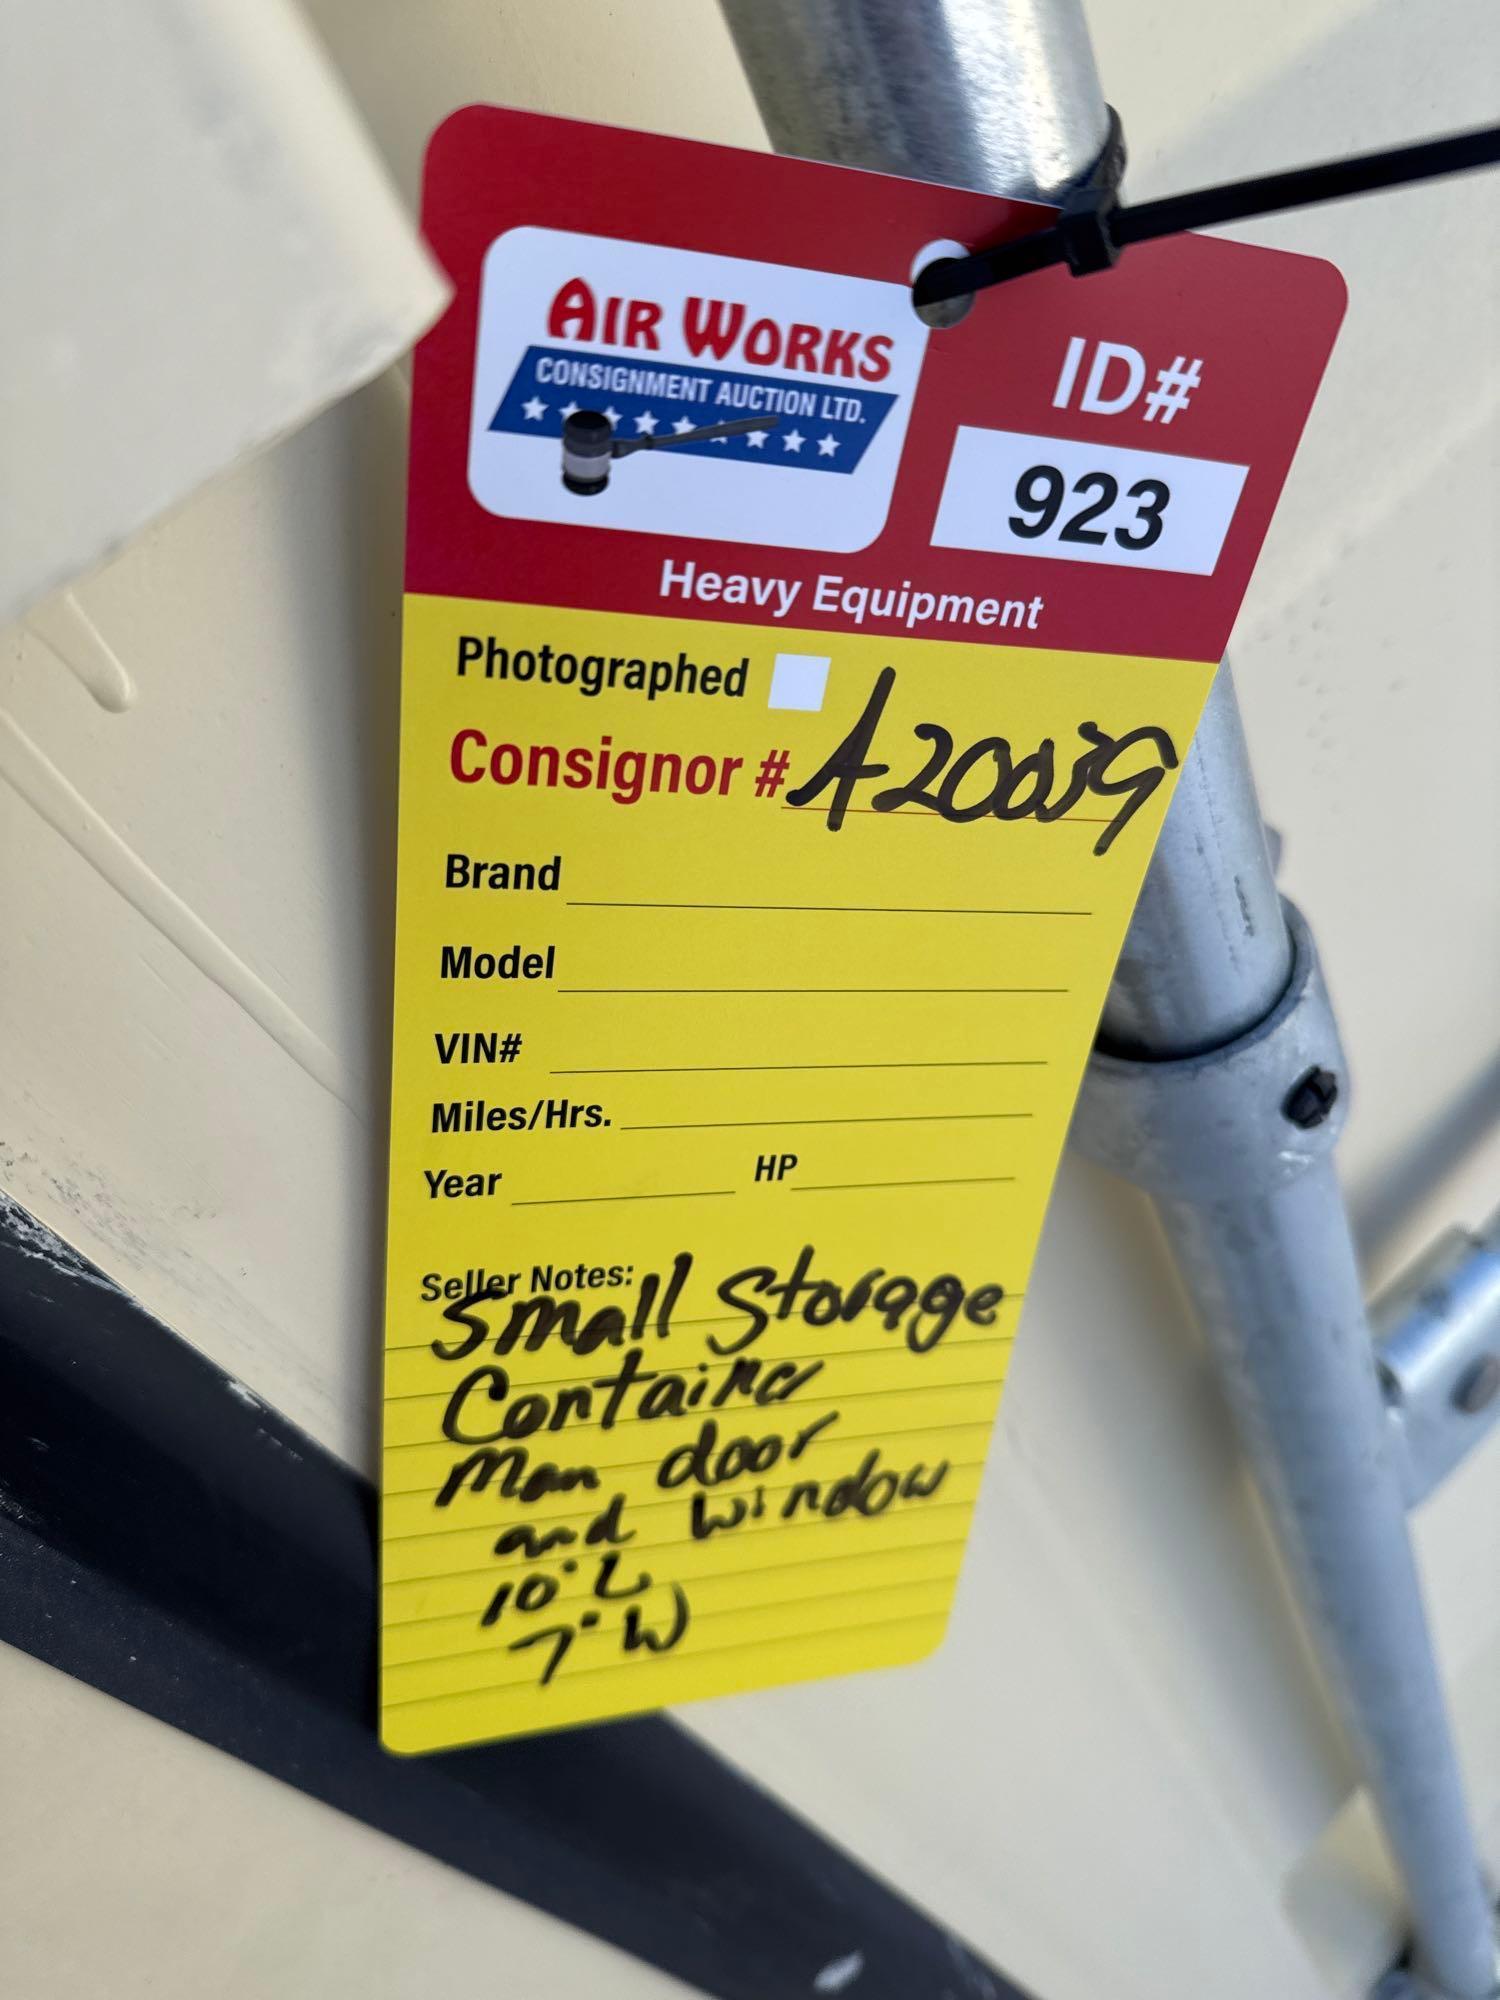 AIR WORKS
CONSIGNMENT AUCTION LTD.
ID#
923
Heavy Equipment
Photographed
Consignor # A20039
Brand
Model
VIN#
Miles/Hrs.
Year HP
Seller Notes:
Small Storage
Container
Man door
and window
10' L
7' W